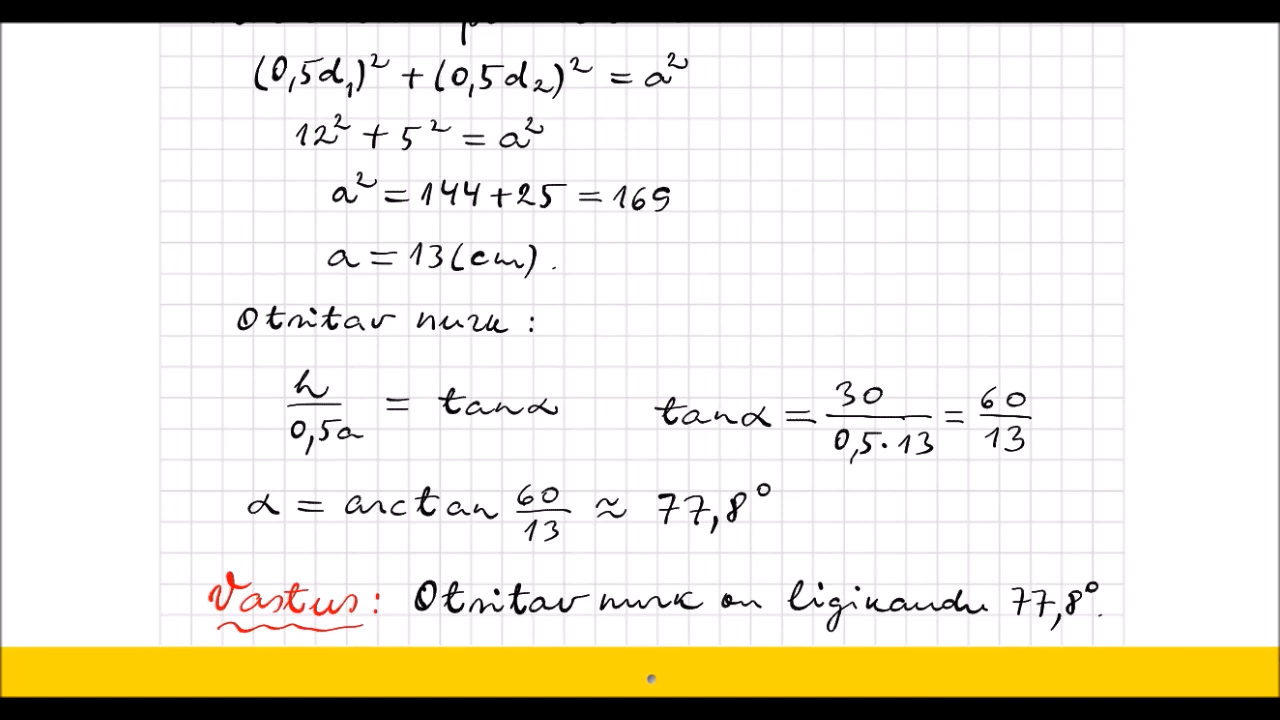 (0,5d₁)² + (0,5d₂)² = a²
12² + 5² = a²
a² = 144 + 25 = 169
a = 13 (cm).
Otsitav nurk:
h/0,5a = tanα tanα = 30/0,5·13 = 60/13
α = arctan 60/13 ≈ 77,8°
Vastus: Otsitav nurk on ligikaudu 77,8°.